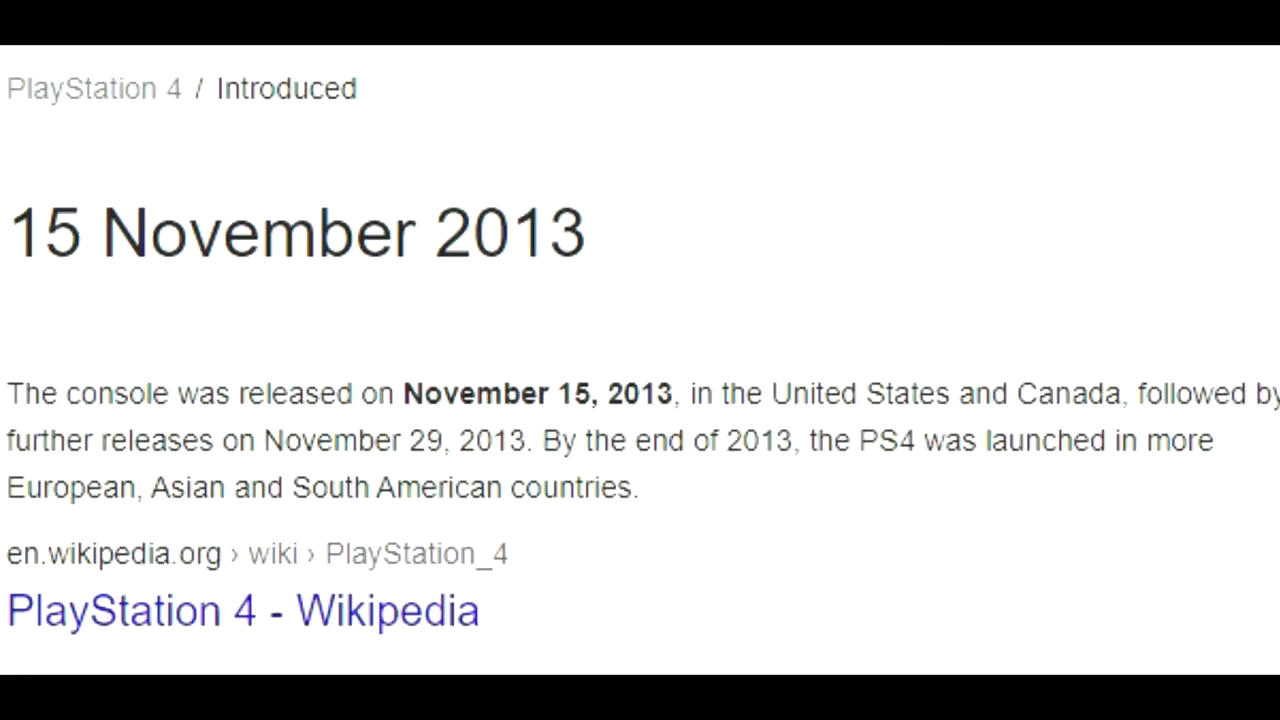 PlayStation 4 / Introduced
15 November 2013
The console was released on November 15, 2013, in the United States and Canada, followed by
further releases on November 29, 2013. By the end of 2013, the PS4 was launched in more
European, Asian and South American countries.
en.wikipedia.org › wiki › PlayStation_4
PlayStation 4 - Wikipedia